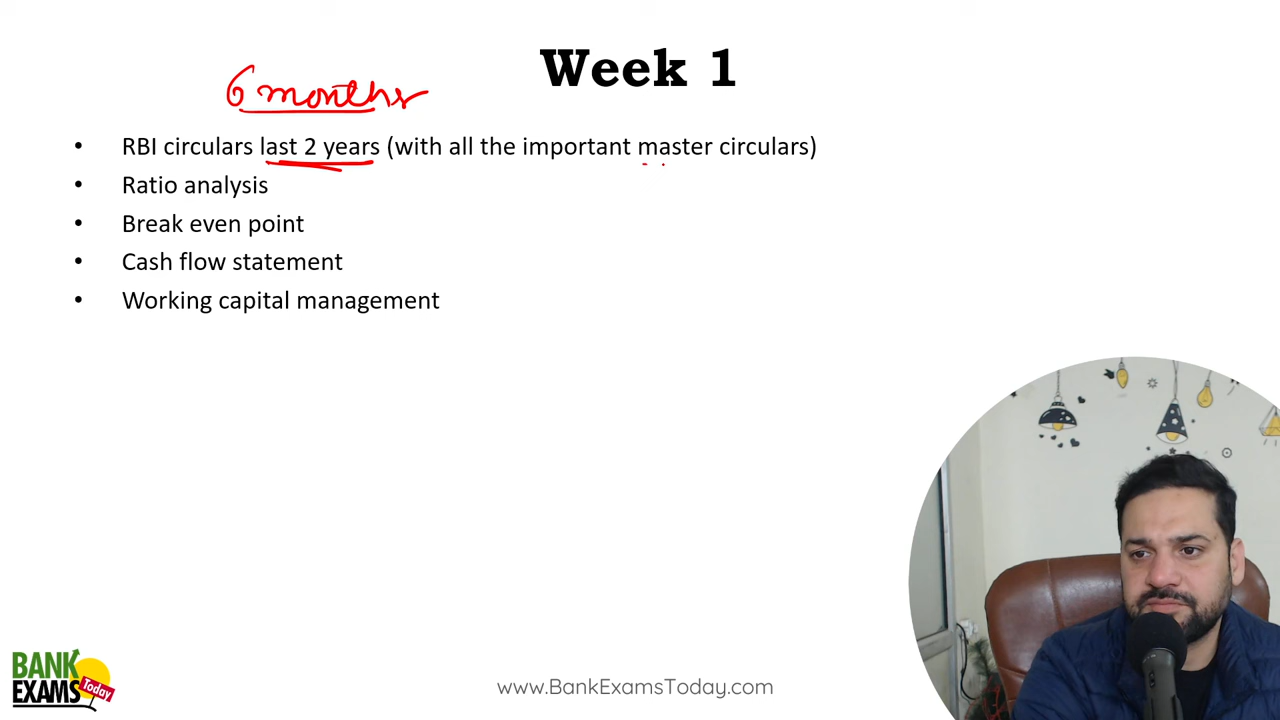 Week 1
6 months
• RBI circulars last 2 years (with all the important master circulars)
• Ratio analysis
• Break even point
• Cash flow statement
• Working capital management
BANK
EXAMS Today
www.BankExamsToday.com